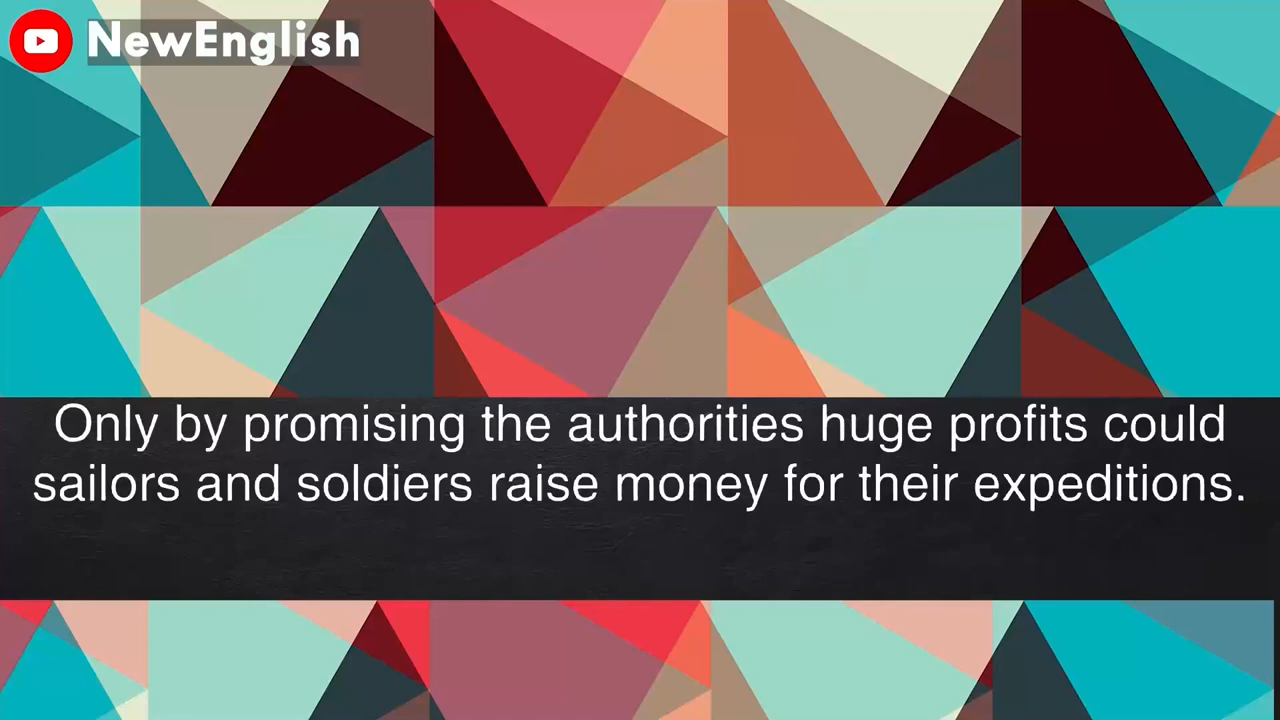 NewEnglish
Only by promising the authorities huge profits could
sailors and soldiers raise money for their expeditions.